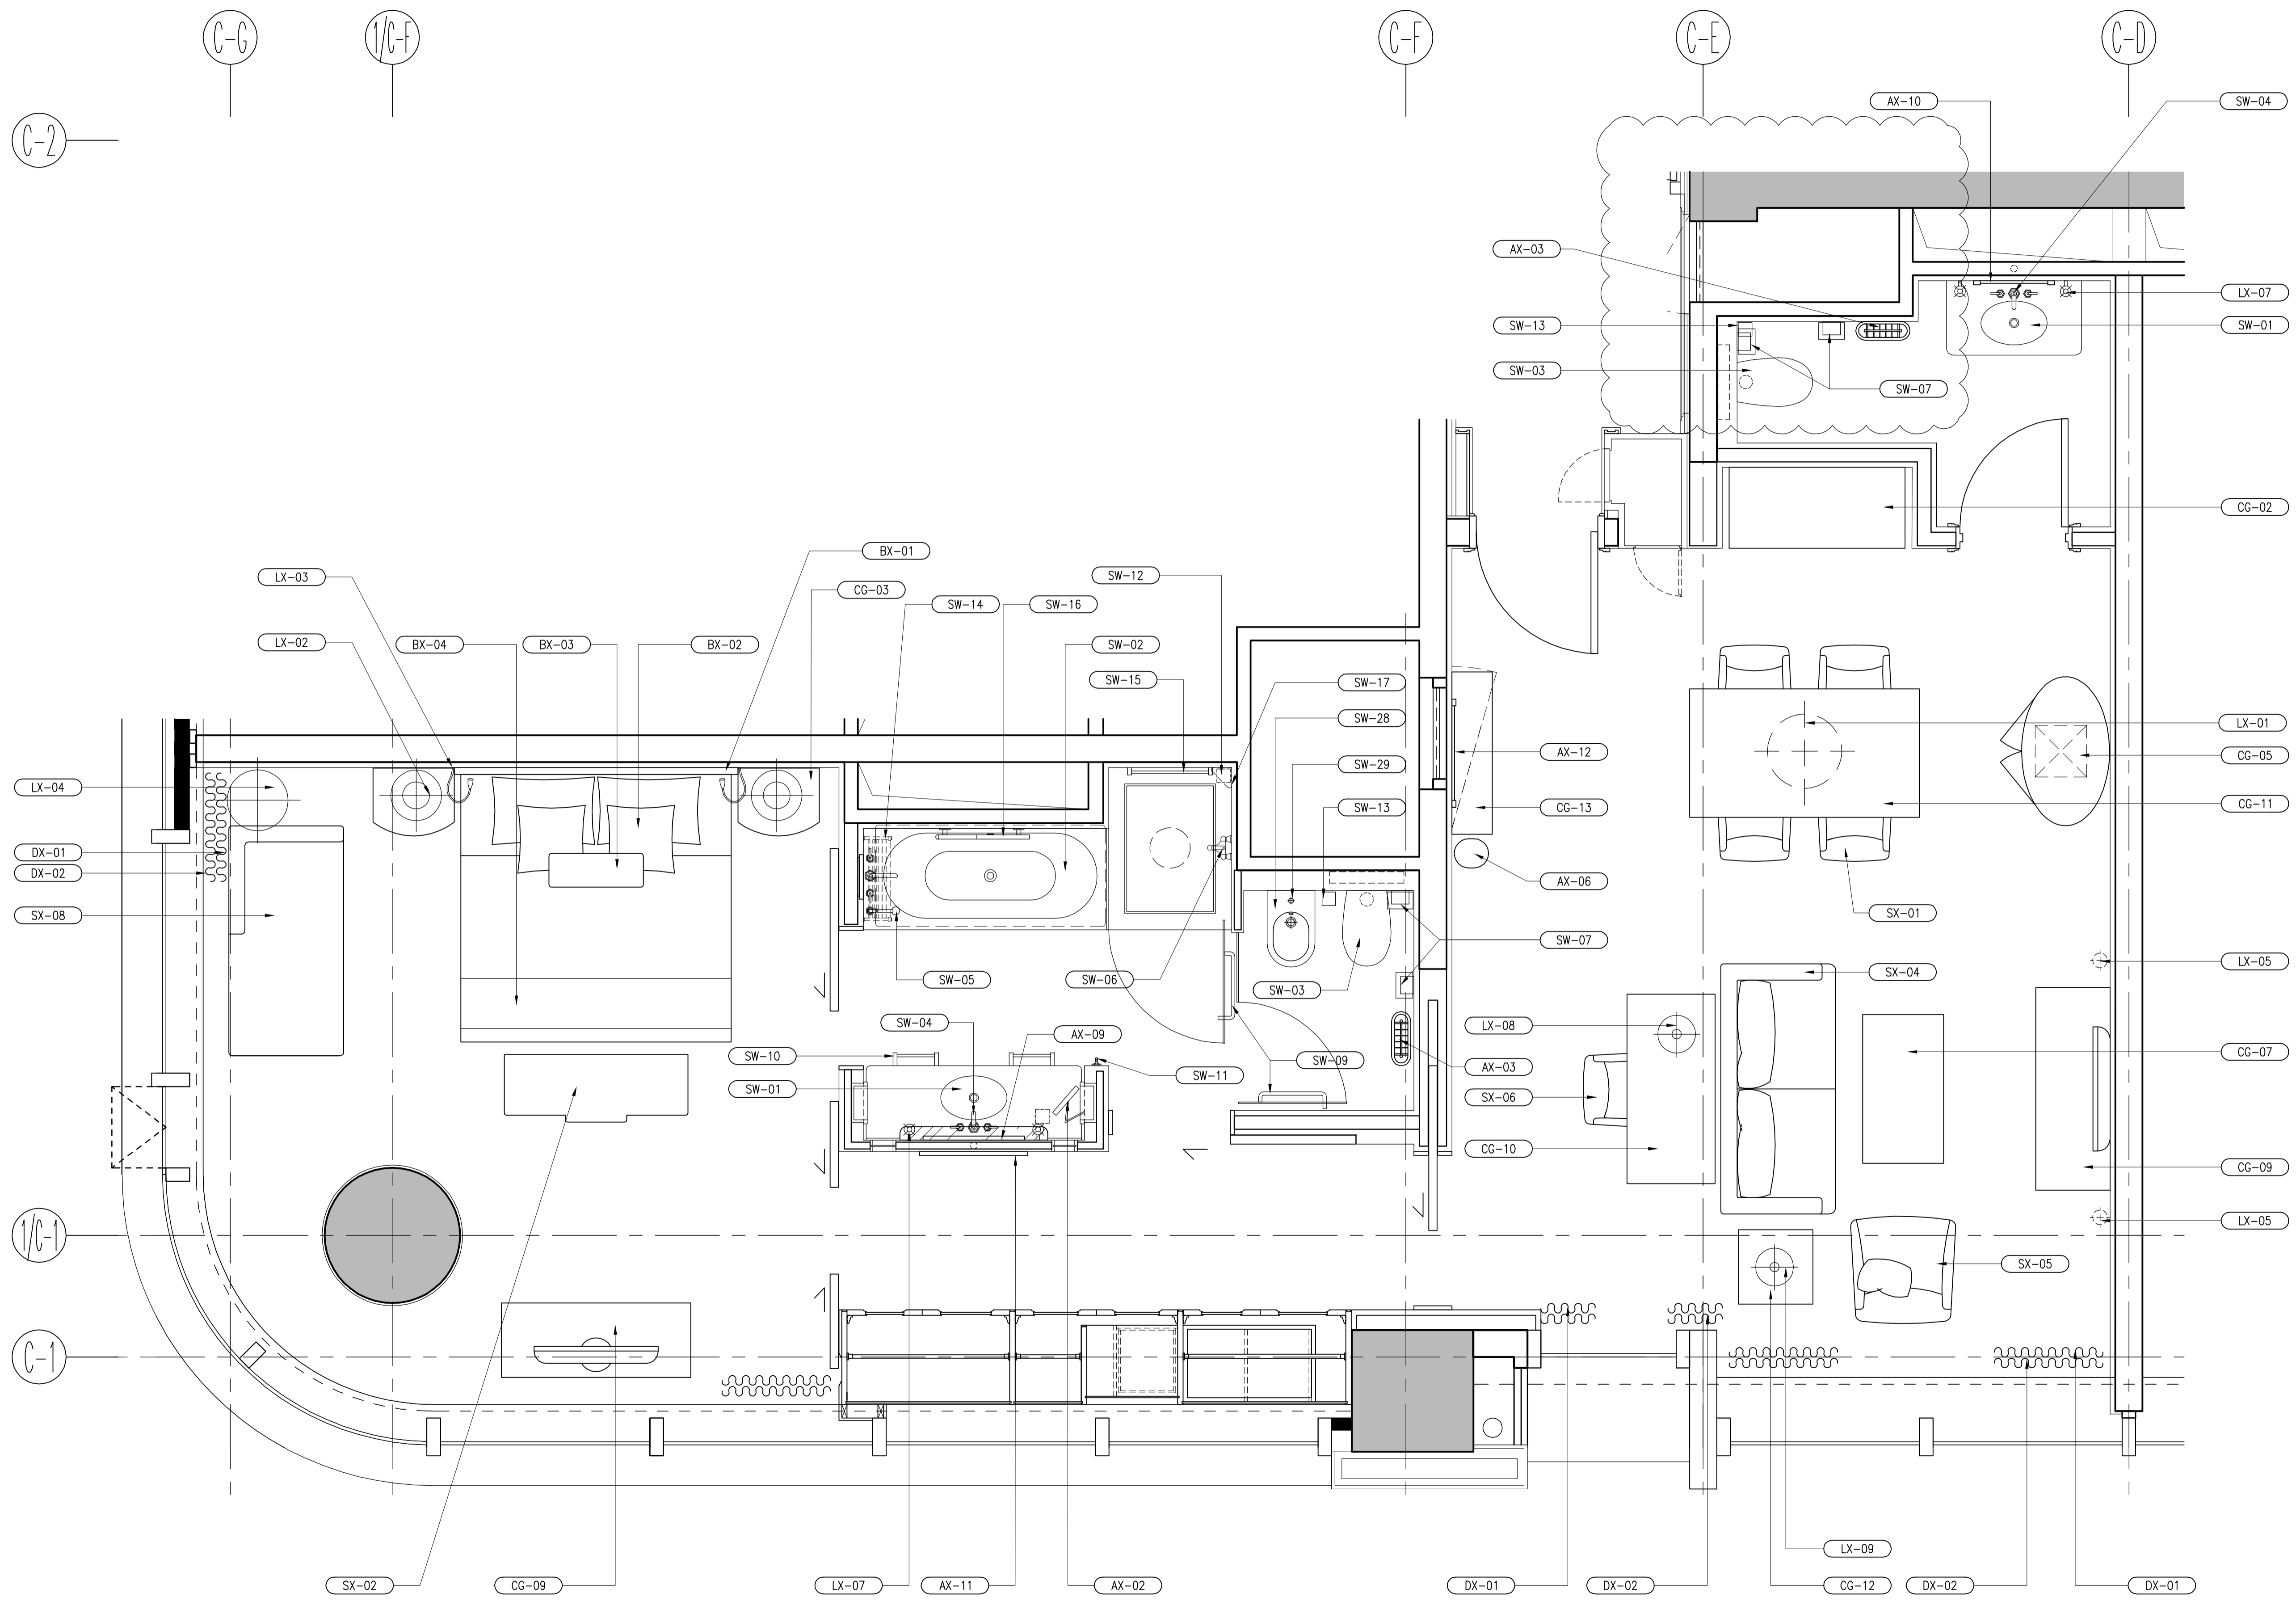 C-G
1/C-F
C-F
C-E
C-D
C-2
AX-10
SW-04
AX-03
LX-07
SW-13
SW-01
SW-03
SW-07
CG-02
BX-01
LX-03
CG-03
SW-12
SW-14
SW-16
LX-02
BX-04
BX-03
BX-02
SW-02
SW-15
SW-17
SW-28
LX-01
AX-12
CG-05
SW-29
LX-04
SW-13
CG-13
CG-11
DX-01
DX-02
AX-06
SX-08
SX-01
SW-07
LX-05
SW-05
SW-06
SX-04
SW-03
SW-04
AX-09
LX-08
SW-10
SW-09
CG-07
AX-03
SW-01
SW-11
SX-06
CG-10
CG-09
LX-05
1/C-1
SX-05
C-1
LX-09
SX-02
CG-09
LX-07
AX-11
AX-02
DX-01
DX-02
CG-12
DX-02
DX-01